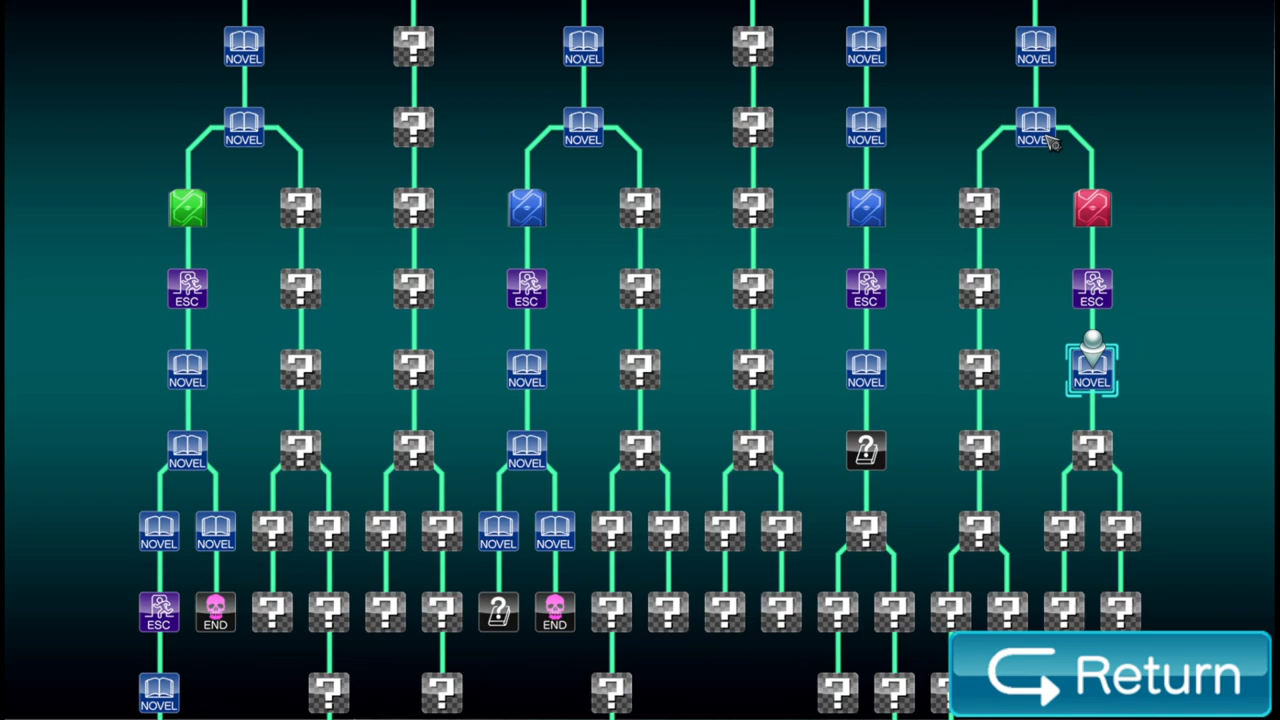 NOVEL ? NOVEL ? NOVEL NOVEL
NOVEL ? NOVEL ? NOVEL NOVEL
? ? ? ? ?
ESC ? ? ESC ? ? ESC ? ESC
NOVEL ? ? NOVEL ? ? NOVEL ? NOVEL
NOVEL ? ? NOVEL ? ? ? ? ?
NOVEL NOVEL ? ? ? ? NOVEL NOVEL ? ? ? ? ? ? ? ?
ESC END ? ? ? ? ? END ? ? ? ? ? ? ? ? ? ?
NOVEL ? ? ? ? ? ?
Return